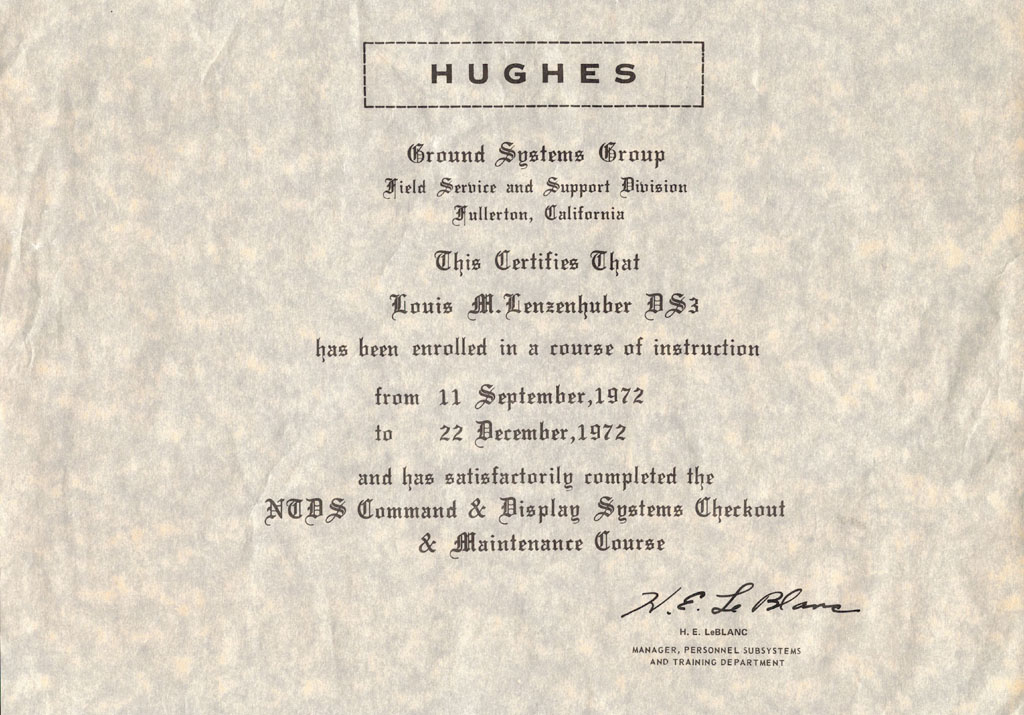 HUGHES
Ground Systems Group
Field Service and Support Division
Fullerton, California
This Certifies That
Louis M. Lenzenhuber DS3
has been enrolled in a course of instruction
from 11 September, 1972
to 22 December, 1972
and has satisfactorily completed the
NTDS Command & Display Systems Checkout
& Maintenance Course
H. E. Le Blanc
H. E. LeBLANC
MANAGER, PERSONNEL SUBSYSTEMS
AND TRAINING DEPARTMENT